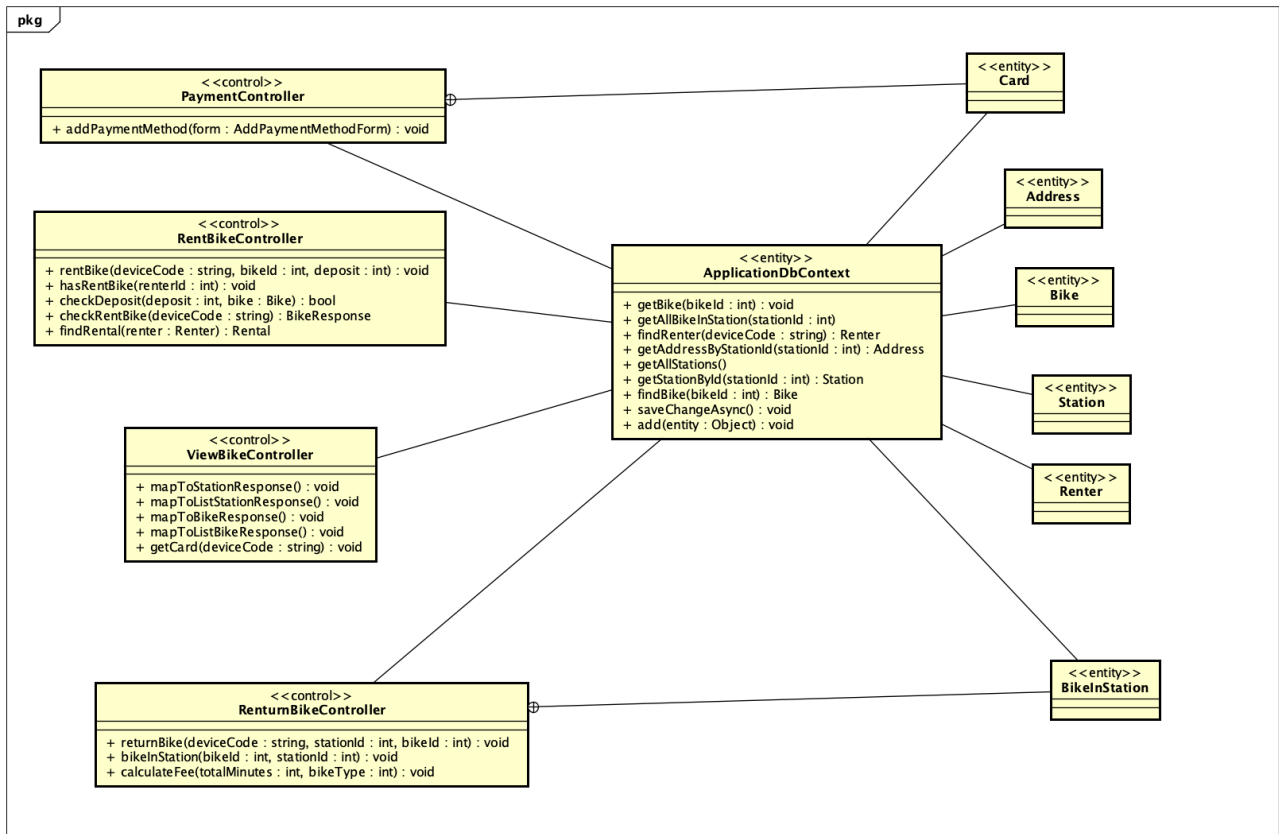 pkg
< <control> >
PaymentController
+ addPaymentMethod(form : AddPaymentMethodForm) : void
< <entity> >
Card
< <entity> >
Address
< <control> >
RentBikeController
+ rentBike(deviceCode : string, bikeId : int, deposit : int) : void
+ hasRentBike(renterId : int) : void
+ checkDeposit(deposit : int, bike : Bike) : bool
+ checkRentBike(deviceCode : string) : BikeResponse
+ findRental(renter : Renter) : Rental
< <entity> >
ApplicationDbContext
+ getBike(bikeId : int) : void
+ getAllBikeInStation(stationId : int)
+ findRenter(deviceCode : string) : Renter
+ getAddressByStationId(stationId : int) : Address
+ getAllStations()
+ getStationById(stationId : int) : Station
+ findBike(bikeId : int) : Bike
+ saveChangeAsync() : void
+ add(entity : Object) : void
< <entity> >
Bike
< <entity> >
Station
< <entity> >
Renter
< <control> >
ViewBikeController
+ mapToStationResponse() : void
+ mapToListStationResponse() : void
+ mapToBikeResponse() : void
+ mapToListBikeResponse() : void
+ getCard(deviceCode : string) : void
< <control> >
RenturnBikeController
+ returnBike(deviceCode : string, stationId : int, bikeId : int) : void
+ bikeInStation(bikeId : int, stationId : int) : void
+ calculateFee(totalMinutes : int, bikeType : int) : void
< <entity> >
BikeInStation